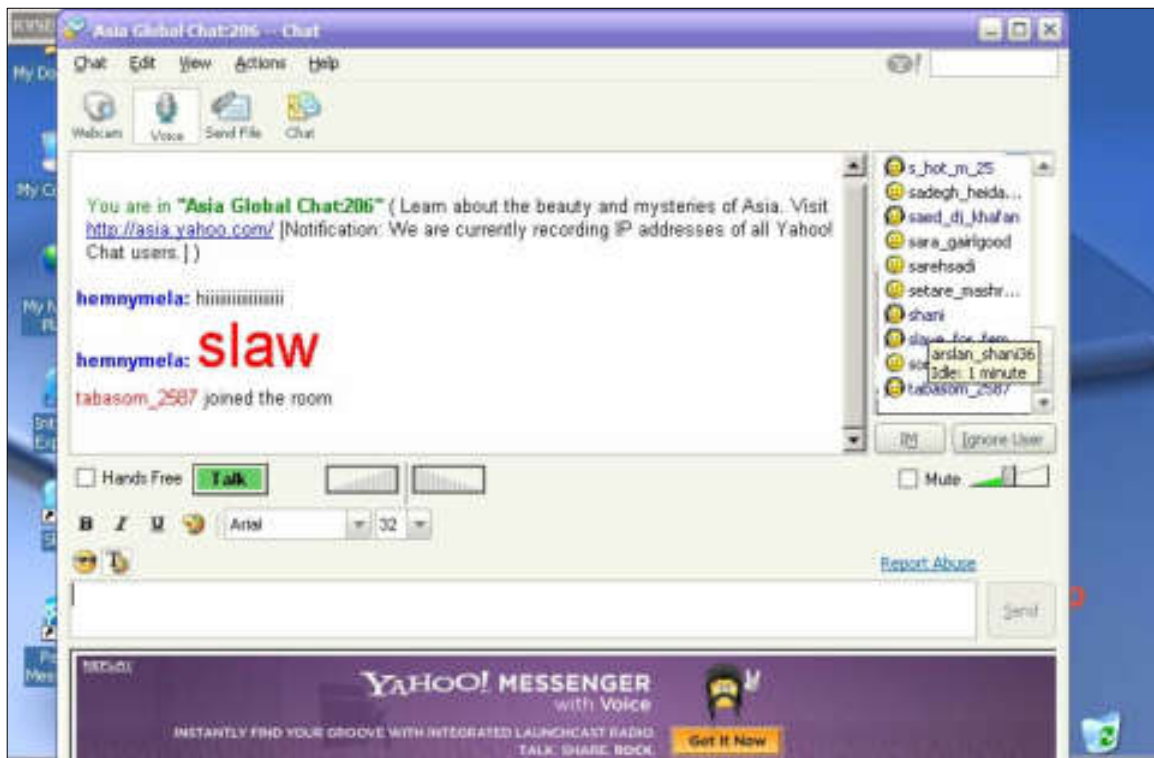 Asia Global Chat:206 -- Chat
Chat Edit View Actions Help
Webcam Voice Send File Chat
You are in "Asia Global Chat:206" ( Learn about the beauty and mysteries of Asia. Visit
http://asia.yahoo.com/ [Notification: We are currently recording IP addresses of all Yahoo!
Chat users.] )
hemnymela: hiiiiiiiiiiiiiiii
hemnymela: slaw
tabasom_2587 joined the room
s_hot_m_25
sadegh_heida...
saed_dj_khafan
sara_gairlgood
sarehsadi
setare_mashr...
shani
slave_for_fem
arslan_shani36
Idle: 1 minute
tabasom_2587
IM Ignore User
Hands Free Talk Mute
B I U Arial 32
Report Abuse
Send
YAHOO! MESSENGER
with Voice
INSTANTLY FIND YOUR GROOVE WITH INTEGRATED LAUNCHCAST RADIO.
TALK. SHARE. ROCK.
Get It Now